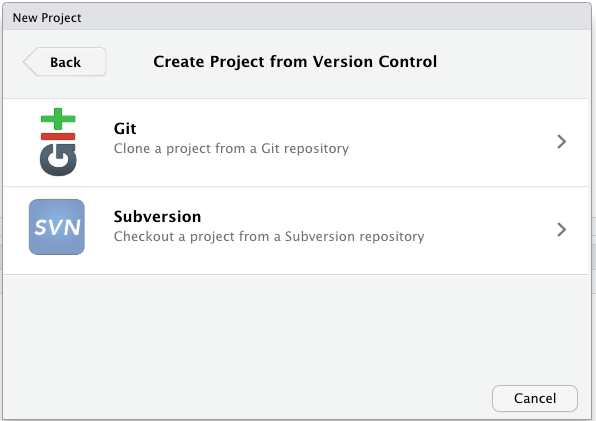 New Project
Back
Create Project from Version Control
git
Git
Clone a project from a Git repository
SVN
Subversion
Checkout a project from a Subversion repository
Cancel